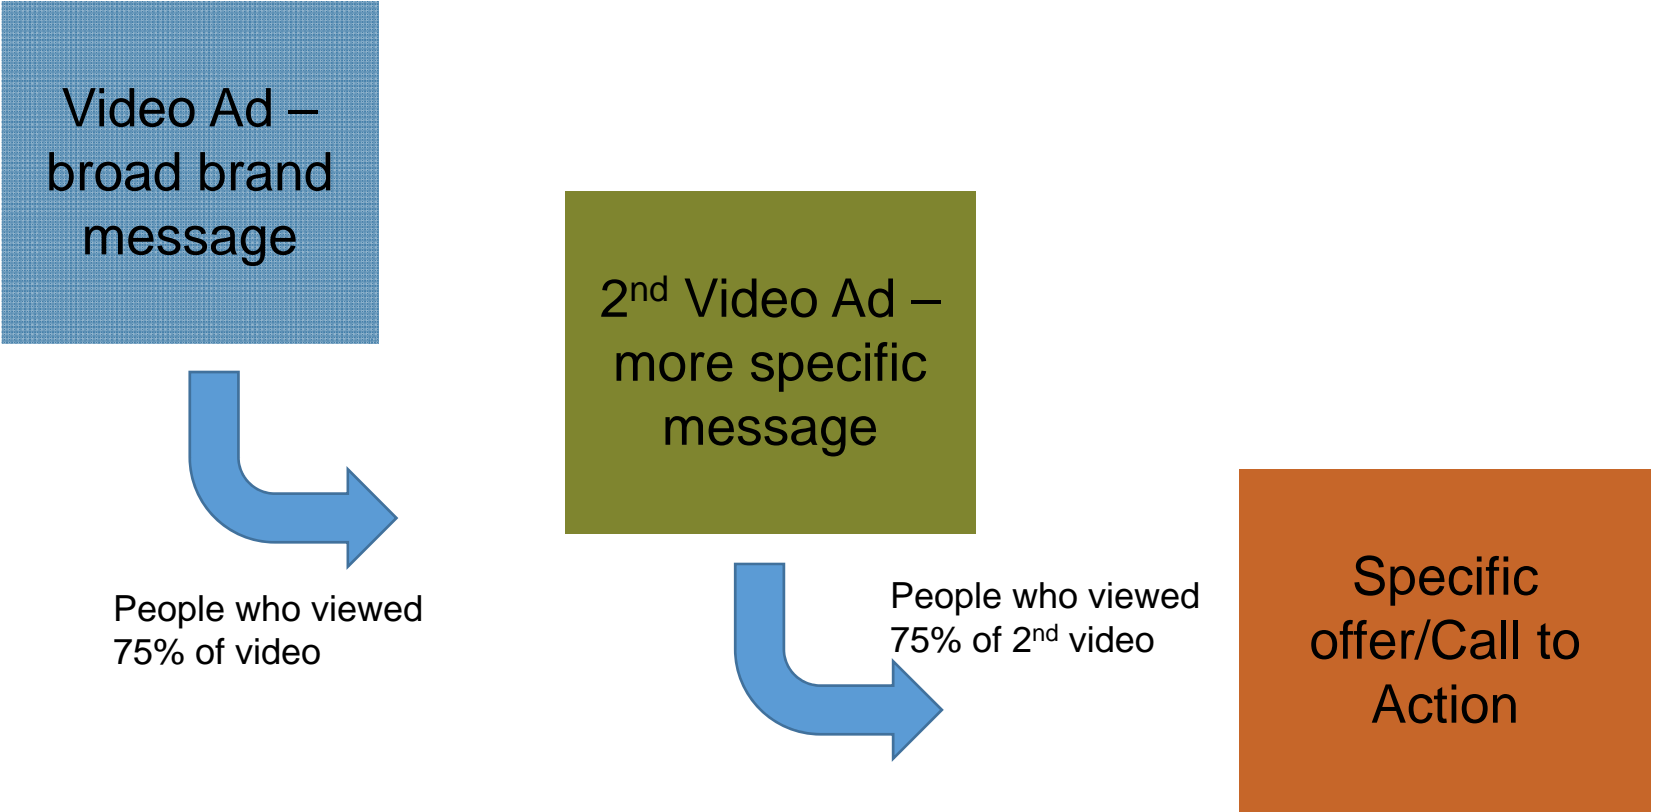 Video Ad –
broad brand
message
2nd Video Ad –
more specific
message
People who viewed
75% of video
People who viewed
75% of 2nd video
Specific
offer/Call to
Action